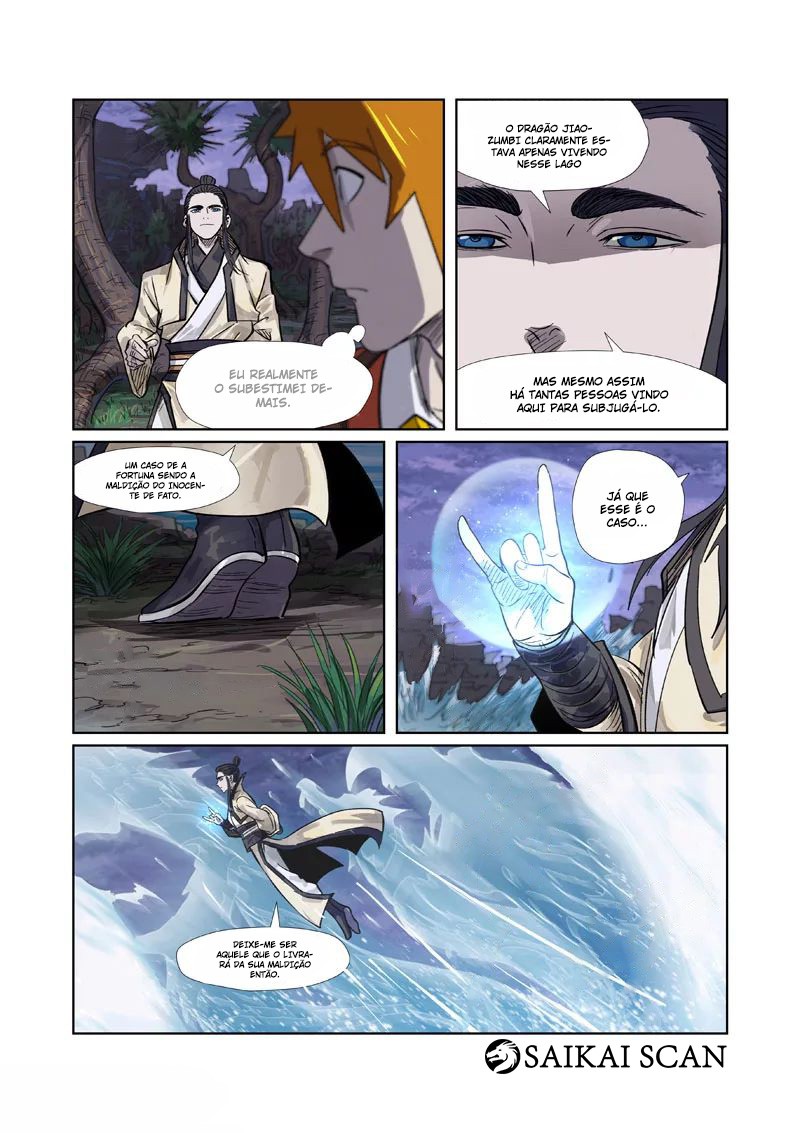 EU REALMENTE
O SUBESTIMEI DE-
MAIS.
O DRAGÃO JIAO-
ZUMBI CLARAMENTE ES-
TAVA APENAS VIVENDO
NESSE LAGO
MAS MESMO ASSIM
HÁ TANTAS PESSOAS VINDO
AQUI PARA SUBJUGÁ-LO.
UM CASO DE A
FORTUNA SENDO A
MALDIÇÃO DO INOCEN-
TE DE FATO.
JÁ QUE
ESSE É O
CASO...
DEIXE-ME SER
AQUELE QUE O LIVRA-
RÁ DA SUA MALDIÇÃO
ENTÃO.
SAIKAI SCAN